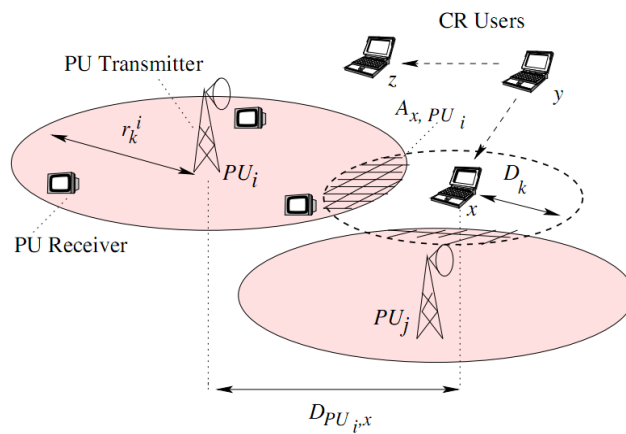 CR Users
PU Transmitter
z
y
A_{x, PU_i}
r_k^i
PU_i
D_k
x
PU Receiver
PU_j
D_{PU_i,x}